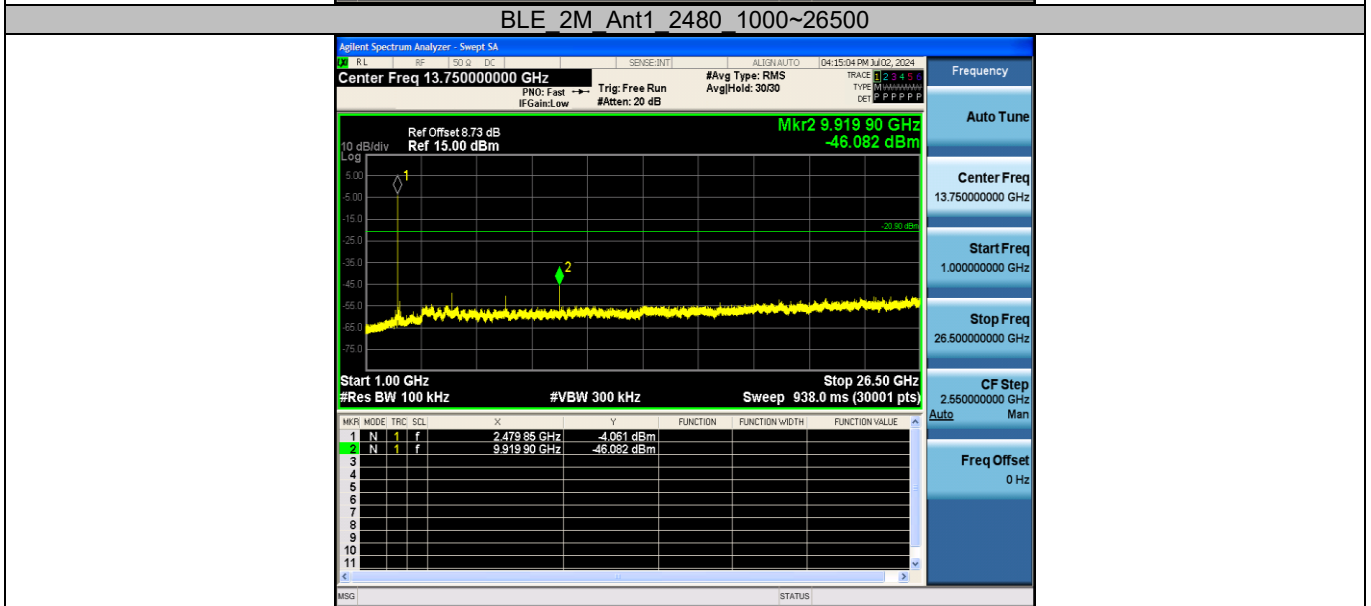 BLE_2M_Ant1_2480_1000~26500
Agilent Spectrum Analyzer - Swept SA
RL RF 50 Ω DC SENSE:INT ALIGNAUTO 04:15:04 PM Jul 02, 2024
Center Freq 13.750000000 GHz
PNO: Fast
IFGain:Low
Trig: Free Run
#Atten: 20 dB
#Avg Type: RMS
Avg|Hold: 30/30
TRACE 1 2 3 4 5 6
TYPE M
DET P P P P P P
Mkr2 9.919 90 GHz
-46.082 dBm
Ref Offset 8.73 dB
10 dB/div Ref 15.00 dBm
Log
5.00
-5.00
-15.0
-25.0
-35.0
-45.0
-55.0
-65.0
-75.0
1
-20.90 dBm
2
Start 1.00 GHz Stop 26.50 GHz
#Res BW 100 kHz #VBW 300 kHz Sweep 938.0 ms (30001 pts)
MKR MODE TRC SCL X Y FUNCTION FUNCTION WIDTH FUNCTION VALUE
1 N 1 f 2.479 85 GHz -4.061 dBm
2 N 1 f 9.919 90 GHz -46.082 dBm
3
4
5
6
7
8
9
10
11
MSG STATUS
Frequency
Auto Tune
Center Freq
13.750000000 GHz
Start Freq
1.000000000 GHz
Stop Freq
26.500000000 GHz
CF Step
2.550000000 GHz
Auto Man
Freq Offset
0 Hz